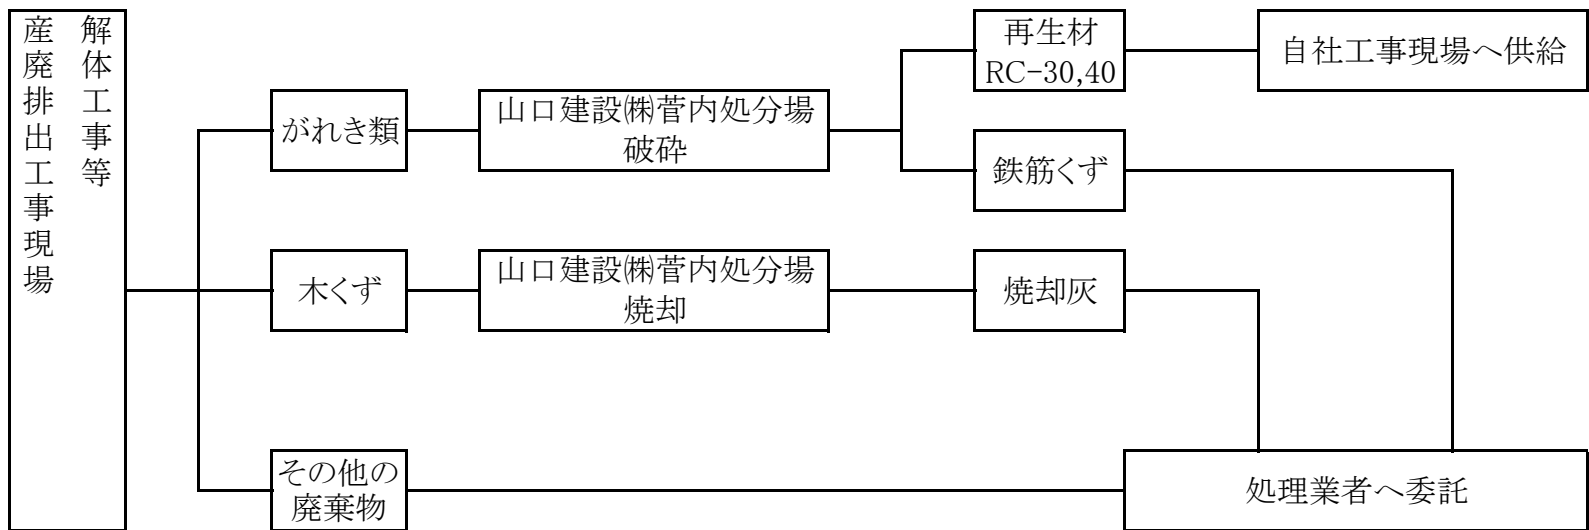 解体工事等
産廃排出工事現場
がれき類
山口建設㈱菅内処分場
破砕
再生材
RC-30,40
自社工事現場へ供給
鉄筋くず
木くず
山口建設㈱菅内処分場
焼却
焼却灰
その他の
廃棄物
処理業者へ委託